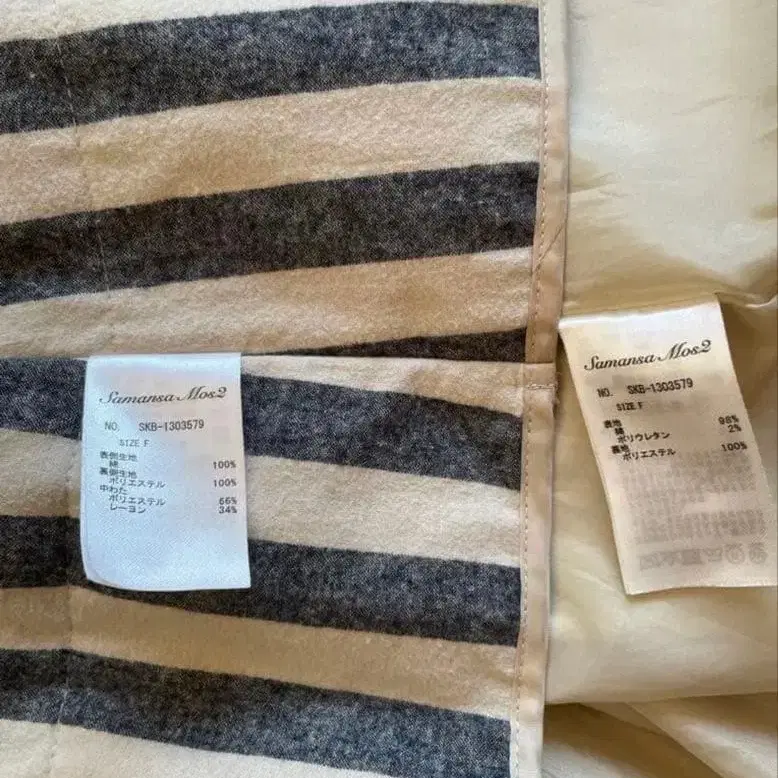 Samansa Mos2
NO. SKB-1303579
SIZE F
表側生地
綿 100%
裏側生地
ポリエステル 100%
中わた
ポリエステル 66%
レーヨン 34%
Samansa Mos2
NO. SKB-1303579
SIZE F
表地
綿 98%
ポリウレタン 2%
裏地
ポリエステル 100%